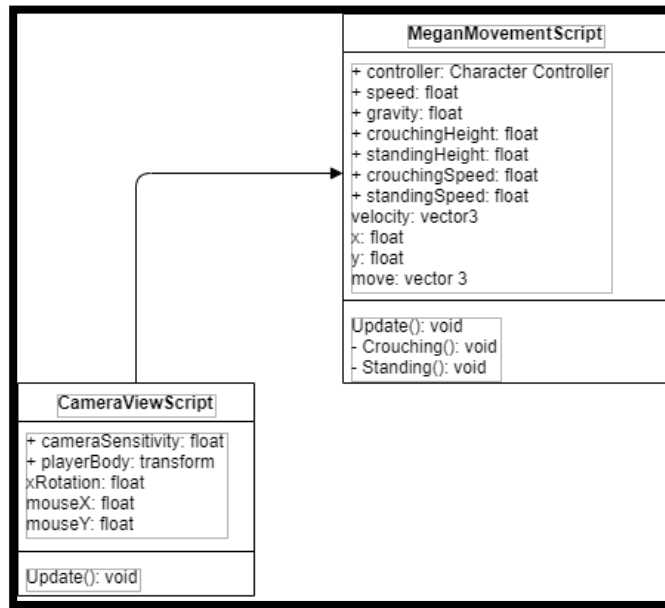 MeganMovementScript
+ controller: Character Controller
+ speed: float
+ gravity: float
+ crouchingHeight: float
+ standingHeight: float
+ crouchingSpeed: float
+ standingSpeed: float
velocity: vector3
x: float
y: float
move: vector 3
Update(): void
- Crouching(): void
- Standing(): void
CameraViewScript
+ cameraSensitivity: float
+ playerBody: transform
xRotation: float
mouseX: float
mouseY: float
Update(): void